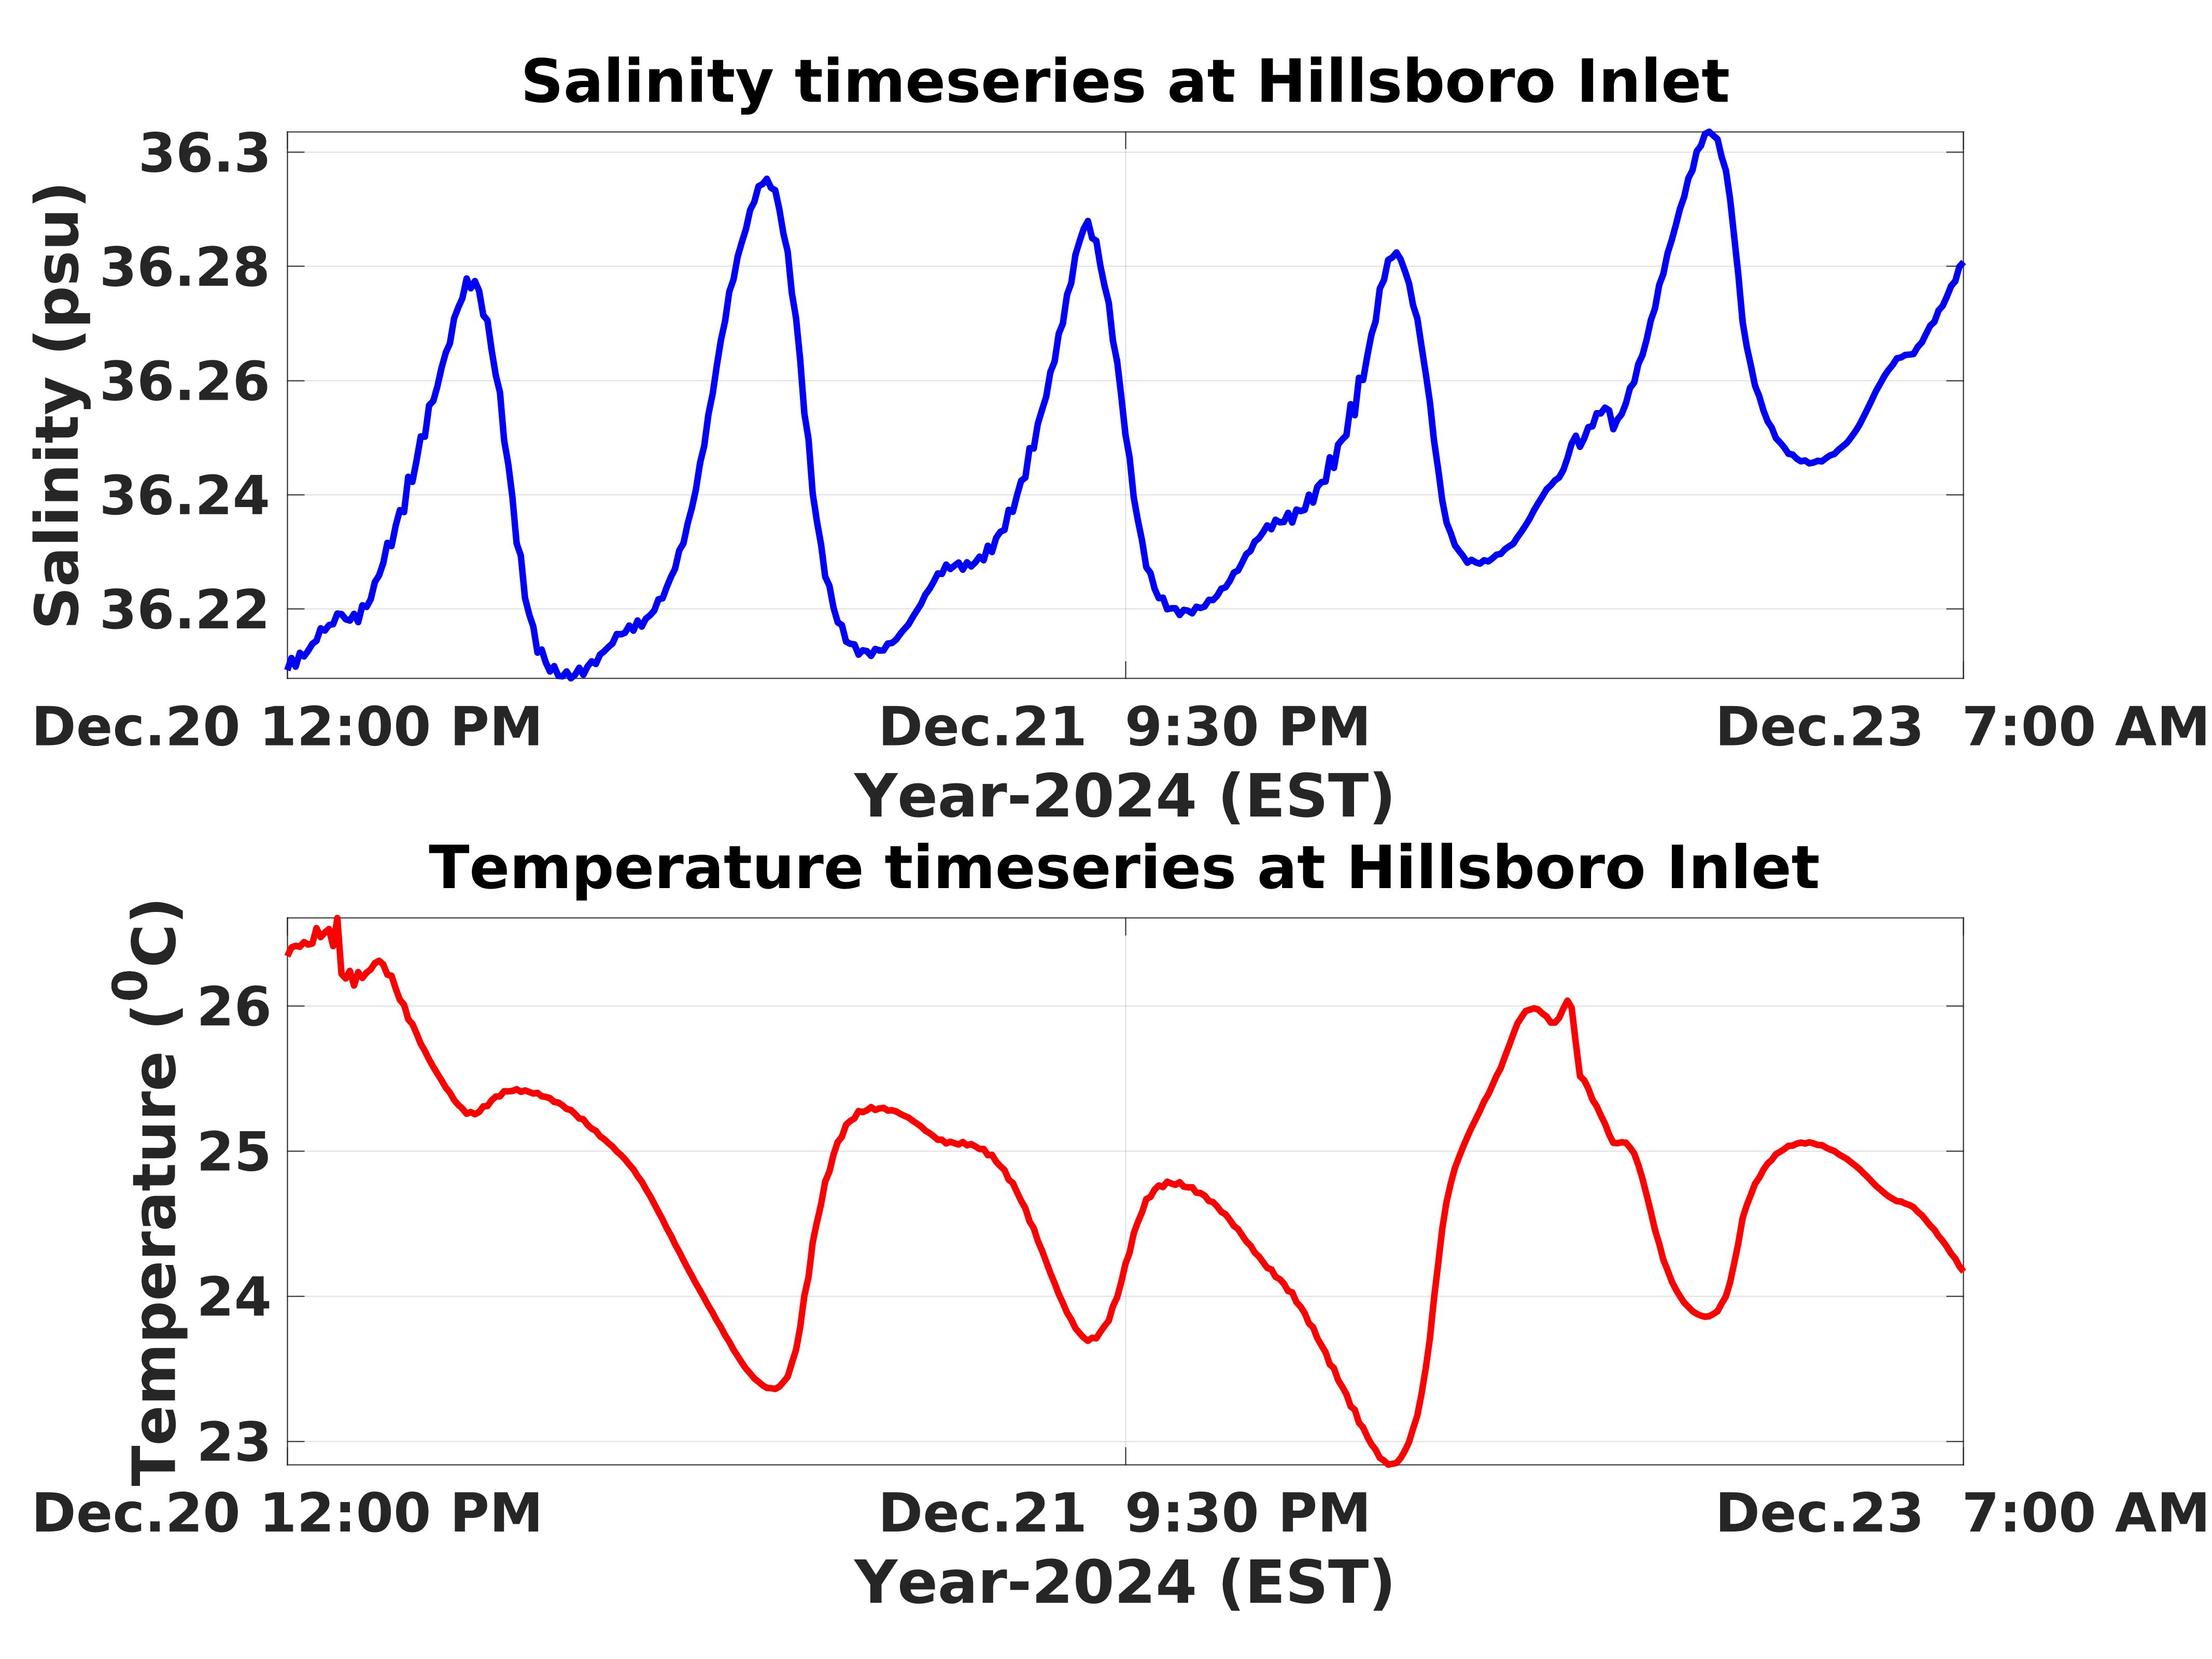 Salinity timeseries at Hillsboro Inlet
Salinity (psu)
36.3
36.28
36.26
36.24
36.22
Dec.20 12:00 PM
Dec.21 9:30 PM
Dec.23 7:00 AM
Year-2024 (EST)
Temperature timeseries at Hillsboro Inlet
Temperature (⁰C)
26
25
24
23
Dec.20 12:00 PM
Dec.21 9:30 PM
Dec.23 7:00 AM
Year-2024 (EST)